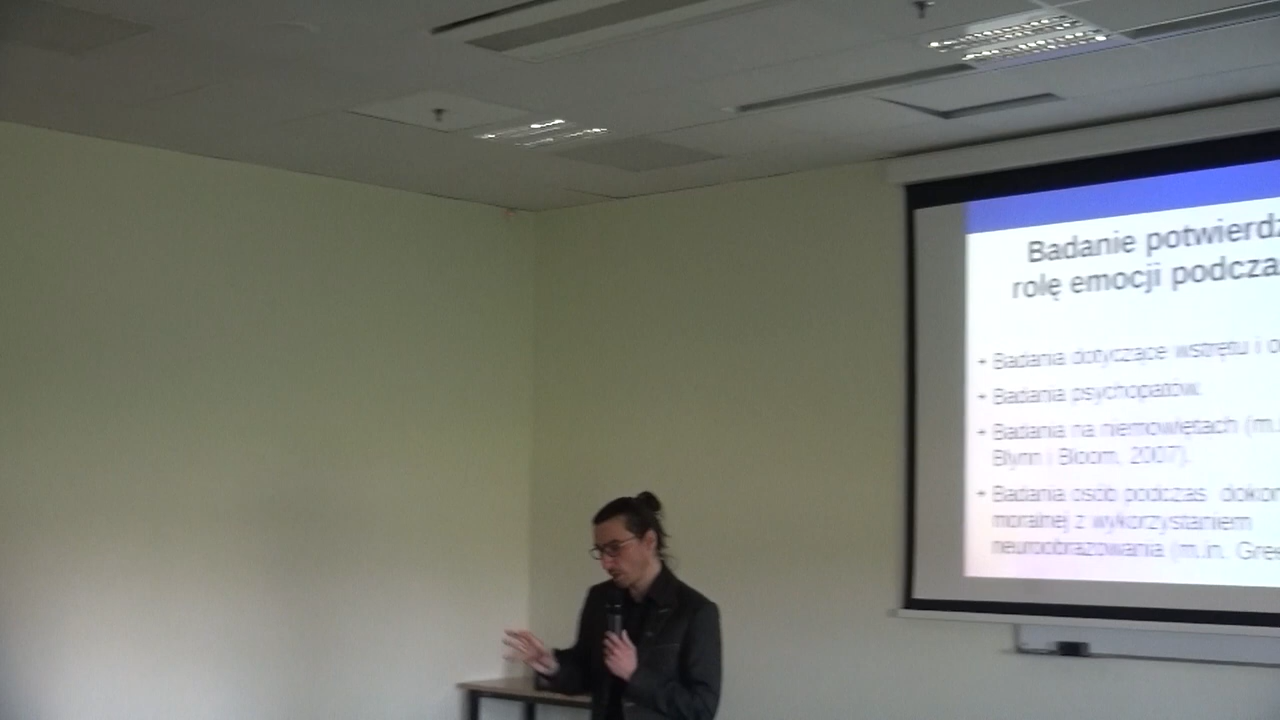 Badanie potwierdz
rolę emocji podcza
Badania dotyczące wstrętu i o
Badania psychopatów.
Badania na niemowlętach (m.
Blynn i Bloom, 2007).
Badania osób podczas dokon
moralnej z wykorzystaniem
neuroobrazowania (m.in. Gree